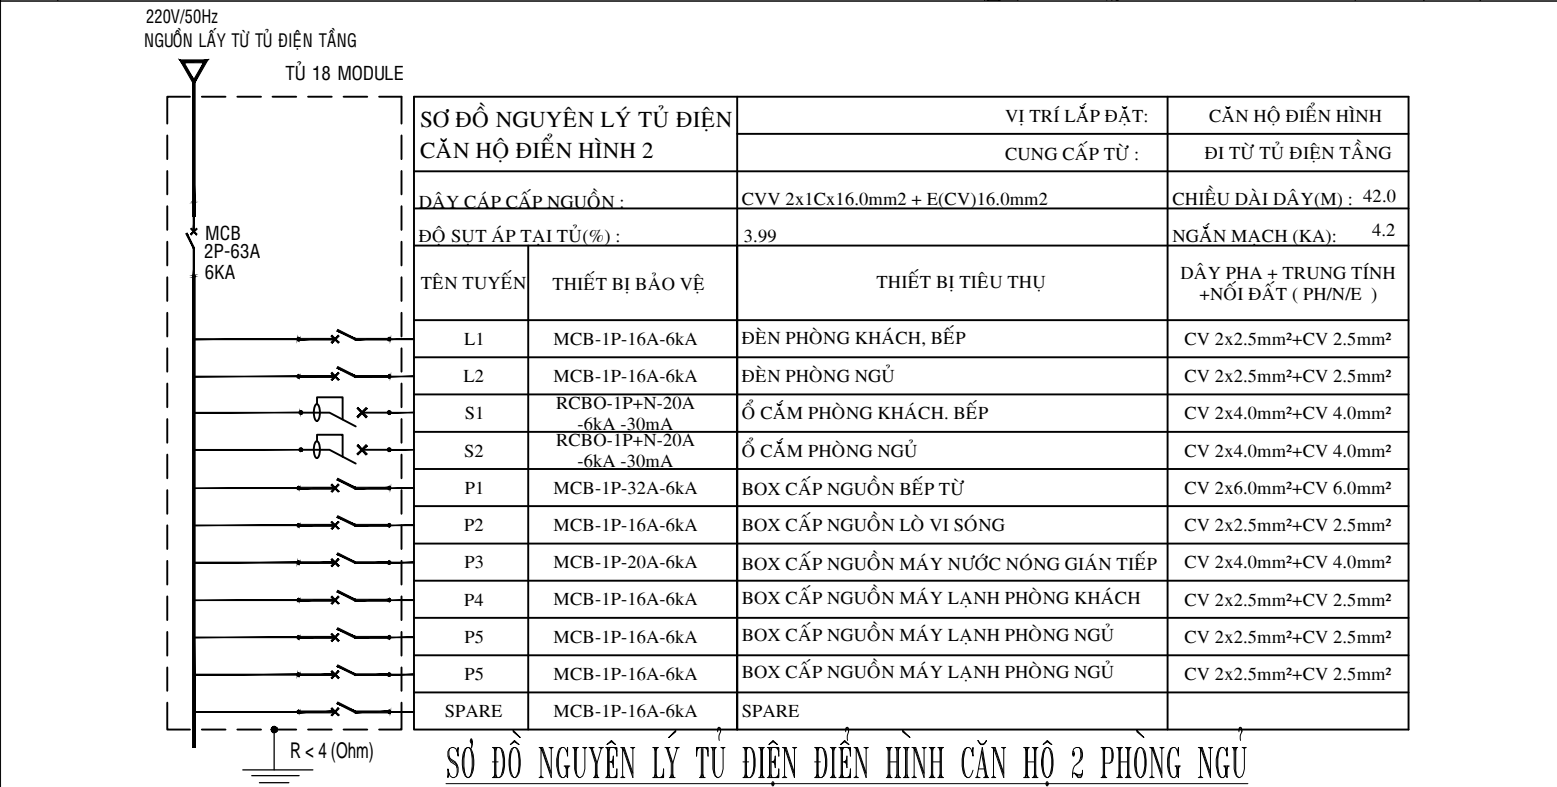 220V/50Hz
NGUỒN LẤY TỪ TỦ ĐIỆN TẦNG
TỦ 18 MODULE
MCB
2P-63A
6KA
R < 4 (Ohm)
SƠ ĐỒ NGUYÊN LÝ TỦ ĐIỆN
CĂN HỘ ĐIỂN HÌNH 2
VỊ TRÍ LẮP ĐẶT: CĂN HỘ ĐIỂN HÌNH
CUNG CẤP TỪ : ĐI TỪ TỦ ĐIỆN TẦNG
DÂY CÁP CẤP NGUỒN : CVV 2x1Cx16.0mm2 + E(CV)16.0mm2 CHIỀU DÀI DÂY(M) : 42.0
ĐỘ SỤT ÁP TẠI TỦ(%) : 3.99 NGẮN MẠCH (KA): 4.2
TÊN TUYẾN THIẾT BỊ BẢO VỆ THIẾT BỊ TIÊU THỤ DÂY PHA + TRUNG TÍNH
+NỐI ĐẤT ( PH/N/E )
L1 MCB-1P-16A-6kA ĐÈN PHÒNG KHÁCH, BẾP CV 2x2.5mm²+CV 2.5mm²
L2 MCB-1P-16A-6kA ĐÈN PHÒNG NGỦ CV 2x2.5mm²+CV 2.5mm²
S1 RCBO-1P+N-20A
-6kA -30mA Ổ CẮM PHÒNG KHÁCH. BẾP CV 2x4.0mm²+CV 4.0mm²
S2 RCBO-1P+N-20A
-6kA -30mA Ổ CẮM PHÒNG NGỦ CV 2x4.0mm²+CV 4.0mm²
P1 MCB-1P-32A-6kA BOX CẤP NGUỒN BẾP TỪ CV 2x6.0mm²+CV 6.0mm²
P2 MCB-1P-16A-6kA BOX CẤP NGUỒN LÒ VI SÓNG CV 2x2.5mm²+CV 2.5mm²
P3 MCB-1P-20A-6kA BOX CẤP NGUỒN MÁY NƯỚC NÓNG GIÁN TIẾP CV 2x4.0mm²+CV 4.0mm²
P4 MCB-1P-16A-6kA BOX CẤP NGUỒN MÁY LẠNH PHÒNG KHÁCH CV 2x2.5mm²+CV 2.5mm²
P5 MCB-1P-16A-6kA BOX CẤP NGUỒN MÁY LẠNH PHÒNG NGỦ CV 2x2.5mm²+CV 2.5mm²
P5 MCB-1P-16A-6kA BOX CẤP NGUỒN MÁY LẠNH PHÒNG NGỦ CV 2x2.5mm²+CV 2.5mm²
SPARE MCB-1P-16A-6kA SPARE
SƠ ĐỒ NGUYÊN LÝ TỦ ĐIỆN ĐIỂN HÌNH CĂN HỘ 2 PHÒNG NGỦ